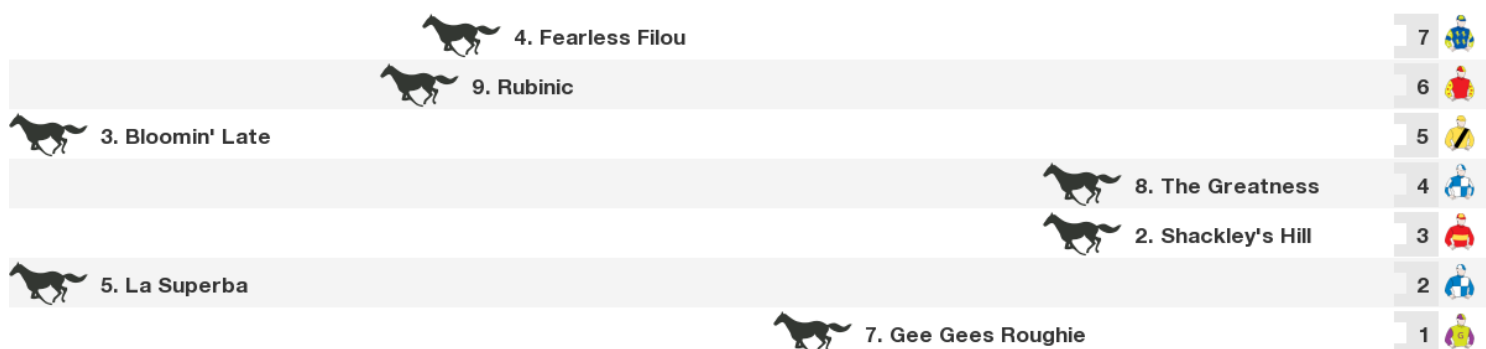 4. Fearless Filou 7
9. Rubinic 6
3. Bloomin' Late 5
8. The Greatness 4
2. Shackley's Hill 3
5. La Superba 2
7. Gee Gees Roughie 1 G